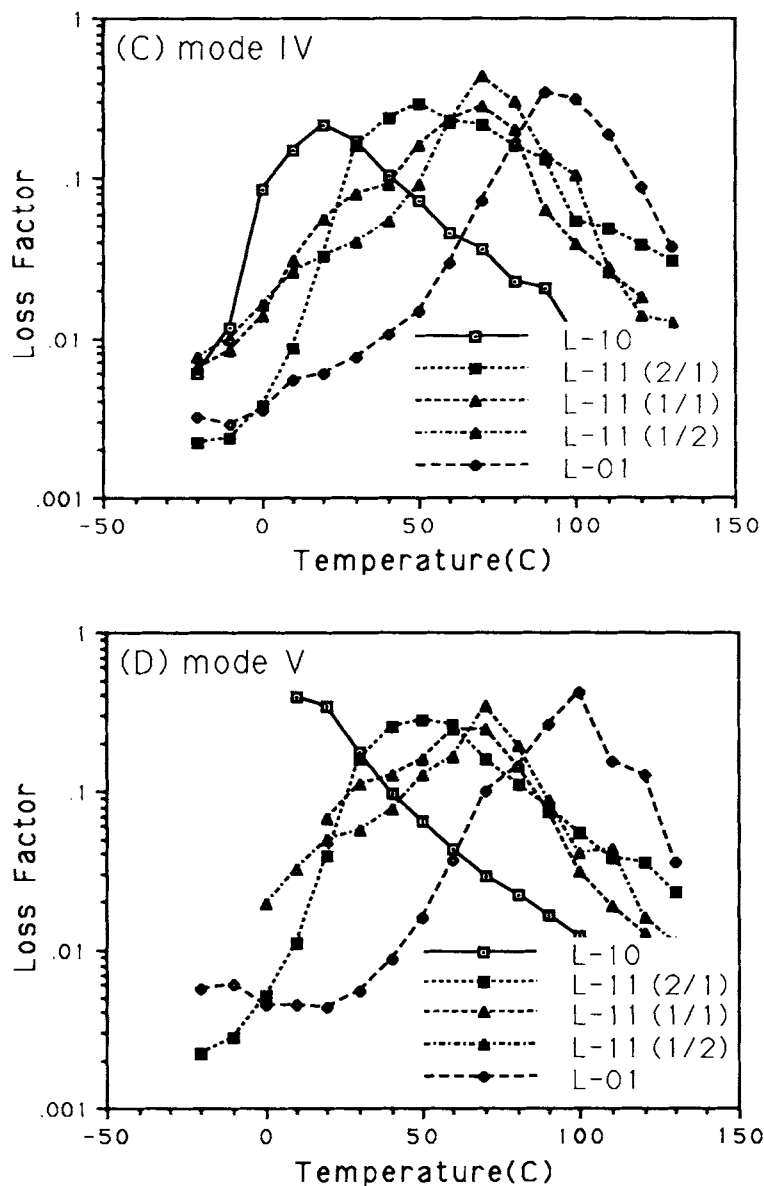 (C) mode IV
Loss Factor
1
.1
.01
.001
L-10
L-11 (2/1)
L-11 (1/1)
L-11 (1/2)
L-01
-50 0 50 100 150
Temperature(C)
(D) mode V
Loss Factor
1
.1
.01
.001
L-10
L-11 (2/1)
L-11 (1/1)
L-11 (1/2)
L-01
-50 0 50 100 150
Temperature(C)